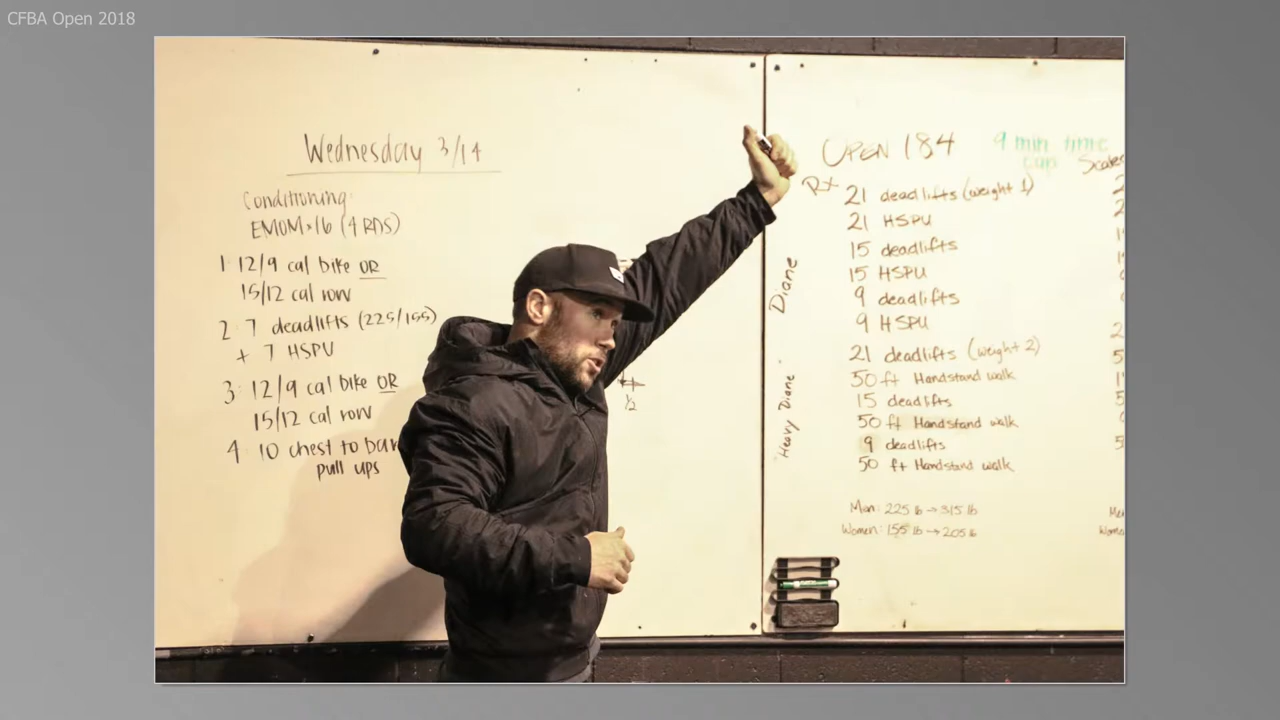 CFBA Open 2018
Wednesday 3/14
Conditioning:
EMOM x 16 (4 RDS)
1: 12/9 cal bike OR
15/12 cal row
2: 7 deadlifts (225/155)
+ 7 HSPU
3: 12/9 cal bike OR
15/12 cal row
4 10 chest to bar
pull ups
1/2
OPEN 18.4
9 min time
cap
Rx
Scaled
21 deadlifts (weight 1)
21 HSPU
15 deadlifts
15 HSPU
9 deadlifts
9 HSPU
Diane
21 deadlifts (weight 2)
50 ft Handstand walk
15 deadlifts
50 ft Handstand walk
9 deadlifts
50 ft Handstand walk
Heavy Diane
Men: 225 lb → 315 lb
Women: 155 lb → 205 lb